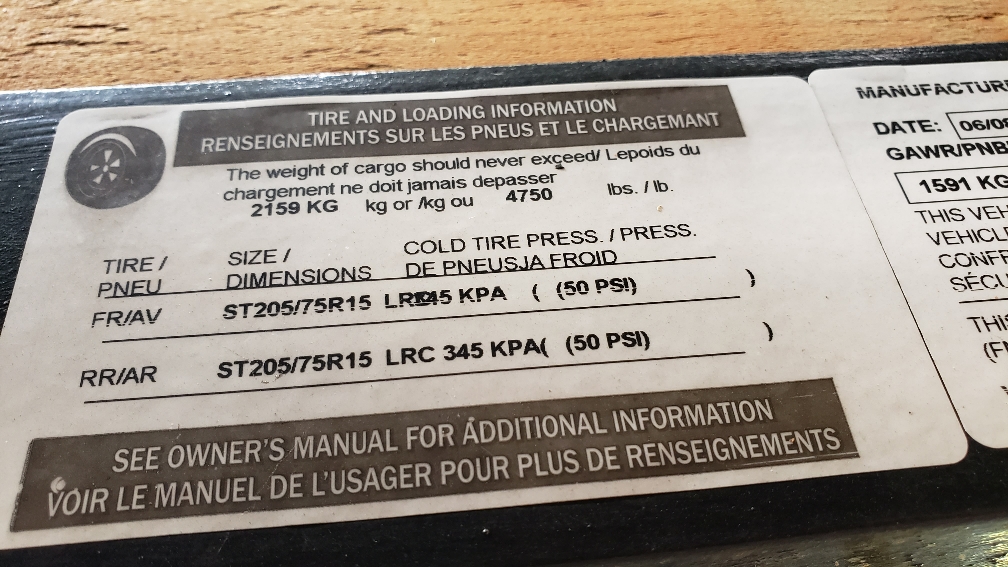 TIRE AND LOADING INFORMATION
RENSEIGNEMENTS SUR LES PNEUS ET LE CHARGEMANT
The weight of cargo should never exceed/ Lepoids du
chargement ne doit jamais depasser
2159 KG kg or /kg ou 4750 lbs. / lb.
TIRE / SIZE / COLD TIRE PRESS. / PRESS.
PNEU DIMENSIONS DE PNEUSJA FROID
FR/AV ST205/75R15 KPA ( (50 PSI) )
RR/AR ST205/75R15 LRC 345 KPA( (50 PSI) )
SEE OWNER'S MANUAL FOR ADDITIONAL INFORMATION
VOIR LE MANUEL DE L'USAGER POUR PLUS DE RENSEIGNEMENTS
MANUFACTUR
DATE: 06/0
GAWR/PNB
1591 KG
THIS VEH
VEHICL
CONF
SÉCU
THI